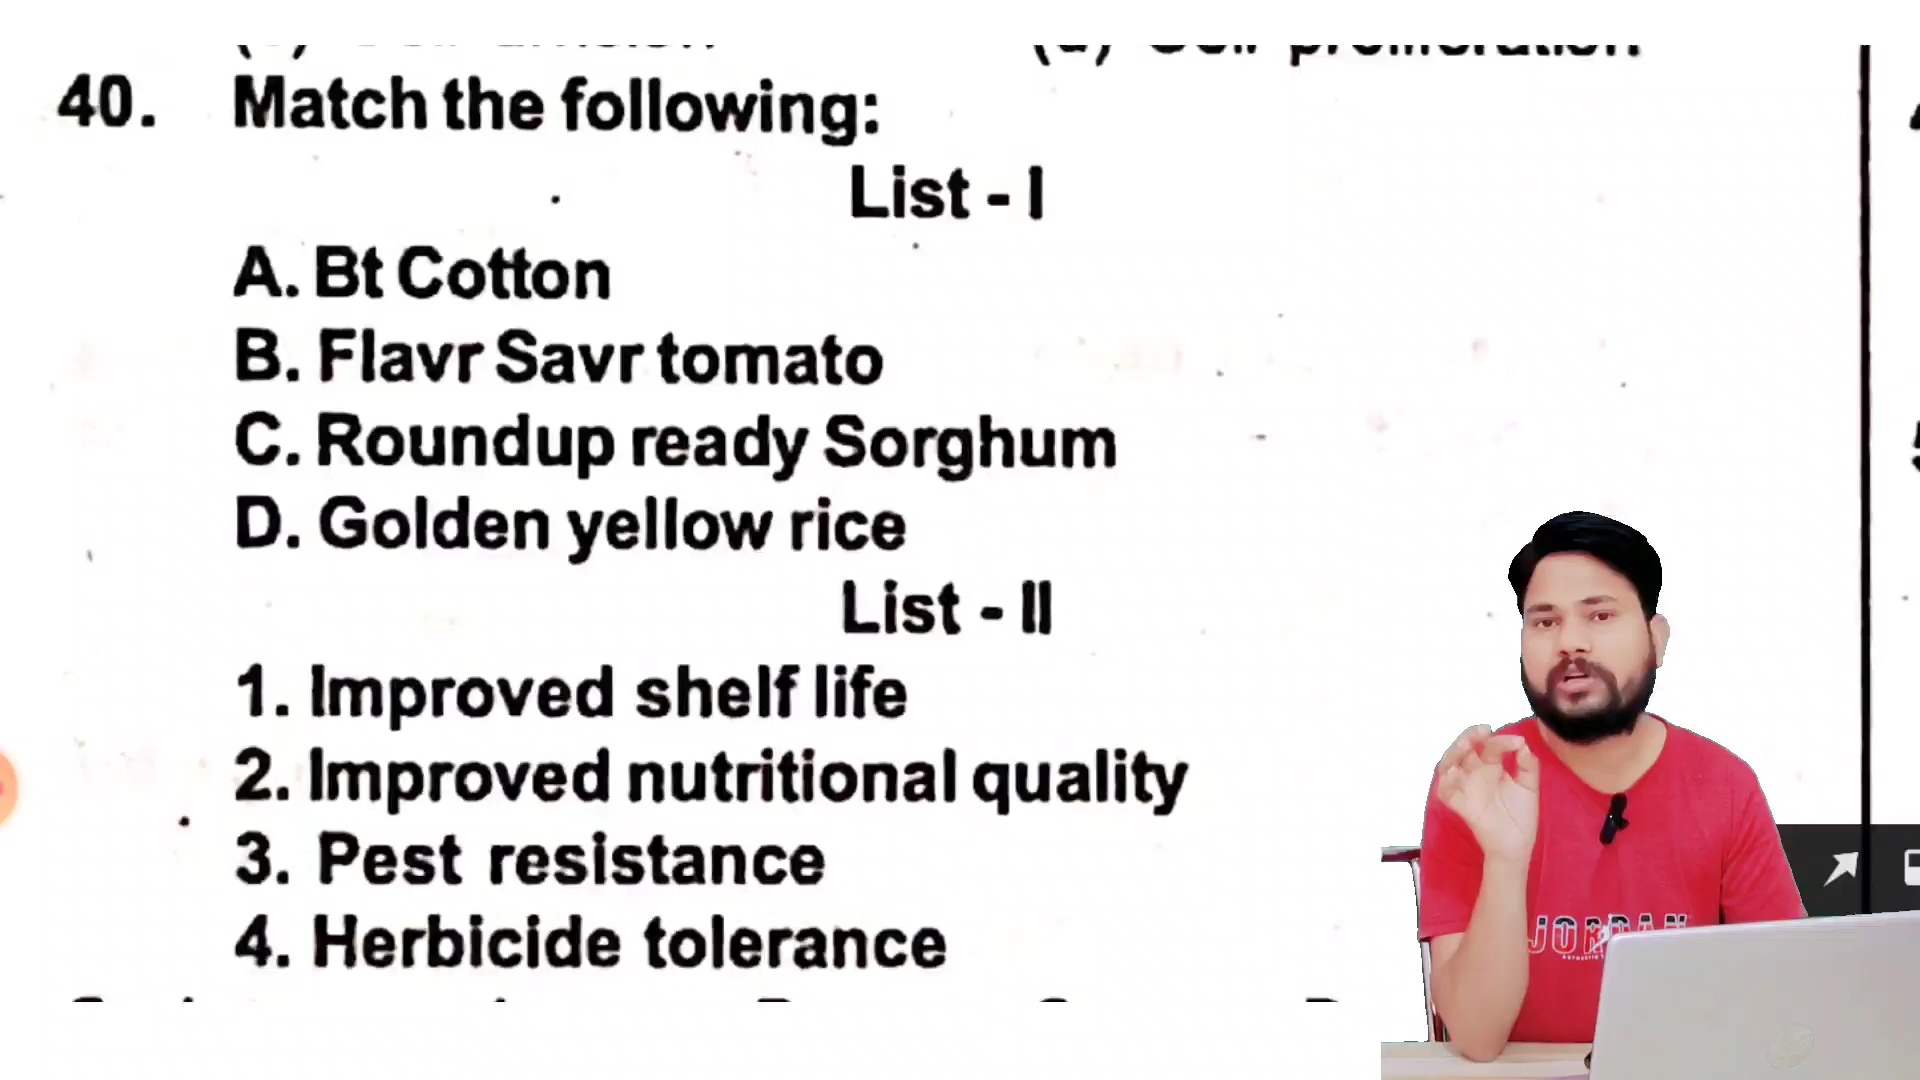 40. Match the following:
List - I
A. Bt Cotton
B. Flavr Savr tomato
C. Roundup ready Sorghum
D. Golden yellow rice
List - II
1. Improved shelf life
2. Improved nutritional quality
3. Pest resistance
4. Herbicide tolerance
JORDAN